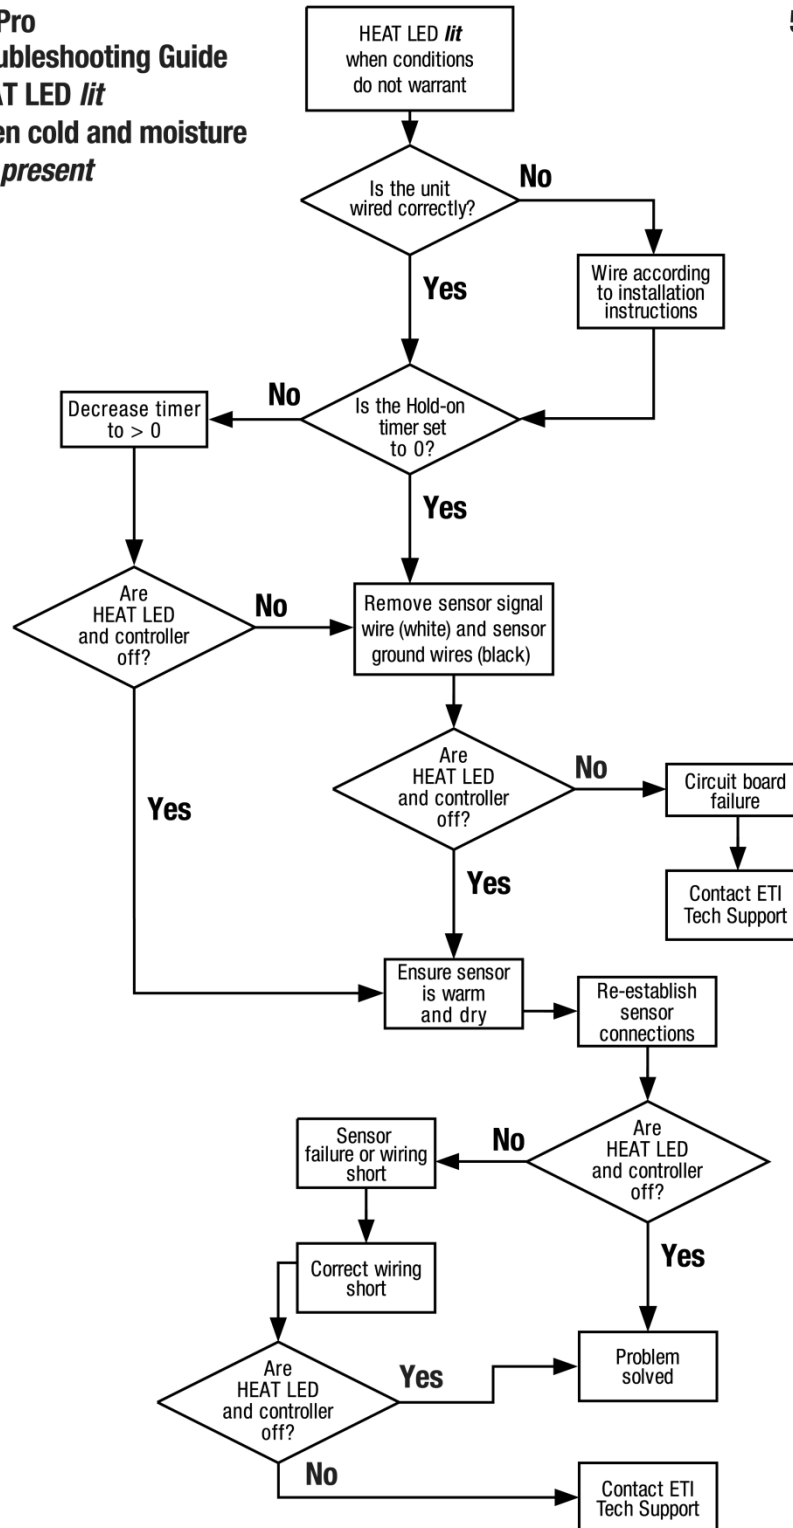 Pro
ubleshooting Guide
AT LED lit
en cold and moisture
present
5
HEAT LED lit
when conditions
do not warrant
Is the unit
wired correctly?
No
Wire according
to installation
instructions
Yes
Is the Hold-on
timer set
to 0?
No
Decrease timer
to > 0
Yes
Are
HEAT LED
and controller
off?
No
Remove sensor signal
wire (white) and sensor
ground wires (black)
Yes
Are
HEAT LED
and controller
off?
No
Circuit board
failure
Contact ETI
Tech Support
Yes
Ensure sensor
is warm
and dry
Re-establish
sensor
connections
Are
HEAT LED
and controller
off?
No
Sensor
failure or wiring
short
Correct wiring
short
Yes
Problem
solved
Are
HEAT LED
and controller
off?
Yes
No
Contact ETI
Tech Support